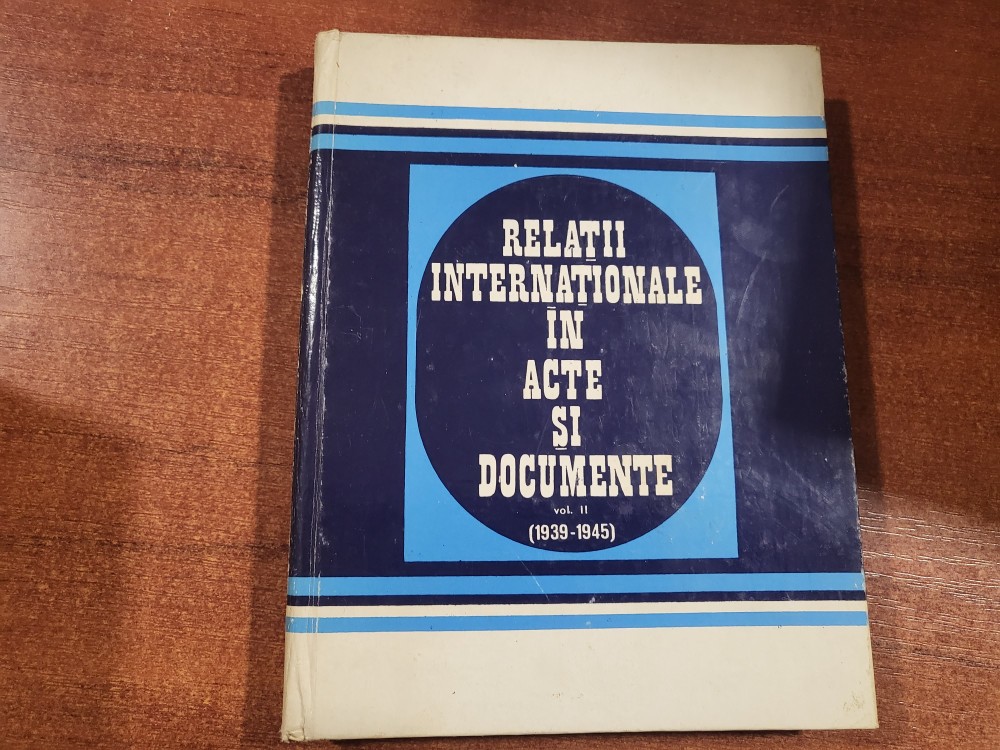 RELAȚII
INTERNAȚIONALE
ÎN
ACTE
ȘI
DOCUMENTE
vol. II
(1939-1945)